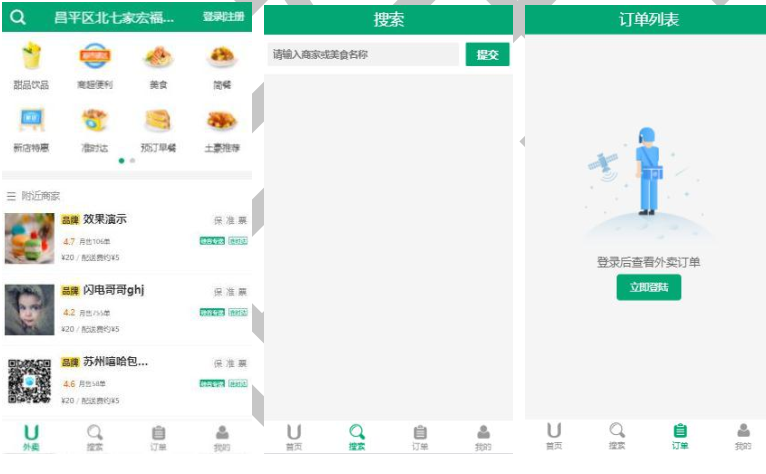 昌平区北七家宏福... 登录|注册
甜品饮品 商超便利 美食 简餐
新店特惠 准时达 预订早餐 土豪推荐
附近商家
品牌 效果演示 保 准 票
4.7 月售106单
¥20 / 配送费约¥5
品牌 闪电哥哥ghj 保 准 票
4.2 月售755单
¥20 / 配送费约¥5
品牌 苏州嘻哈包... 保 准 票
4.6 月售58单
¥20 / 配送费约¥5
外卖 搜索 订单 我的
搜索
请输入商家或美食名称 提交
首页 搜索 订单 我的
订单列表
登录后查看外卖订单
立即登陆
首页 搜索 订单 我的